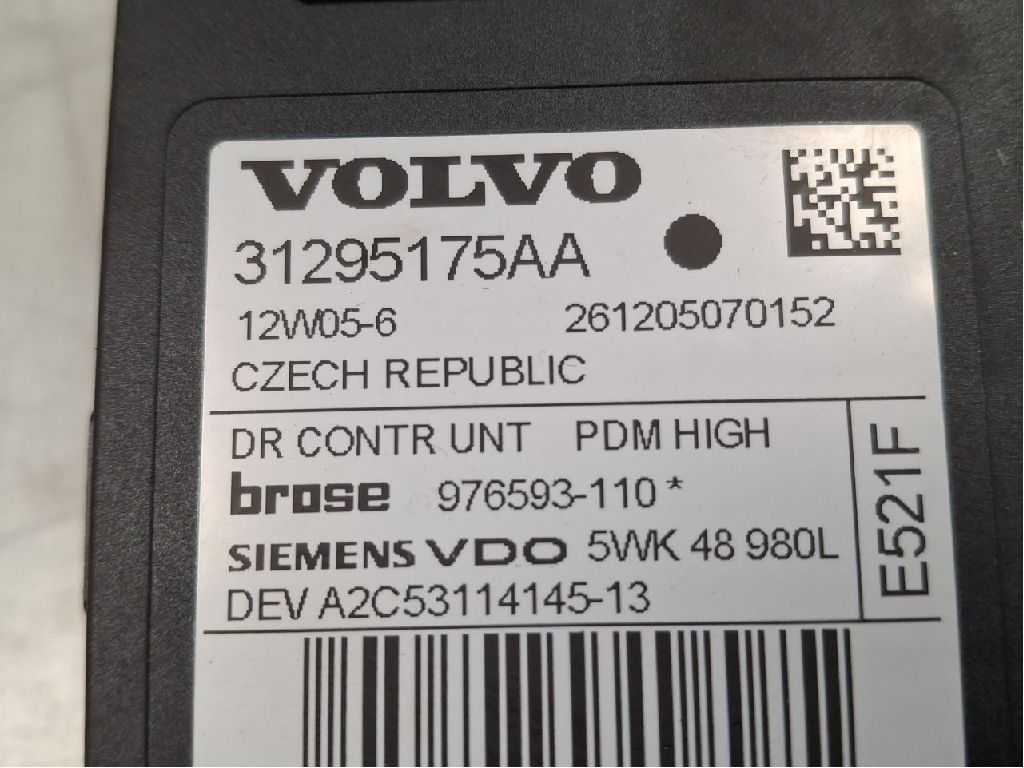 VOLVO
31295175AA
12W05-6 261205070152
CZECH REPUBLIC
DR CONTR UNT PDM HIGH
brose 976593-110 *
SIEMENS VDO 5WK 48 980L
DEV A2C53114145-13
E521F